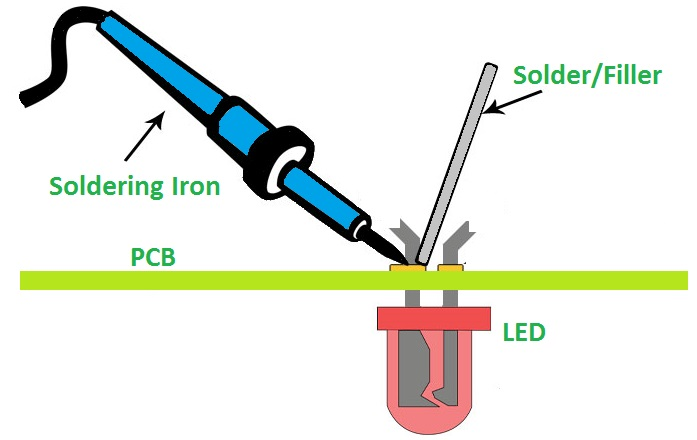 Solder/Filler
Soldering Iron
PCB
LED